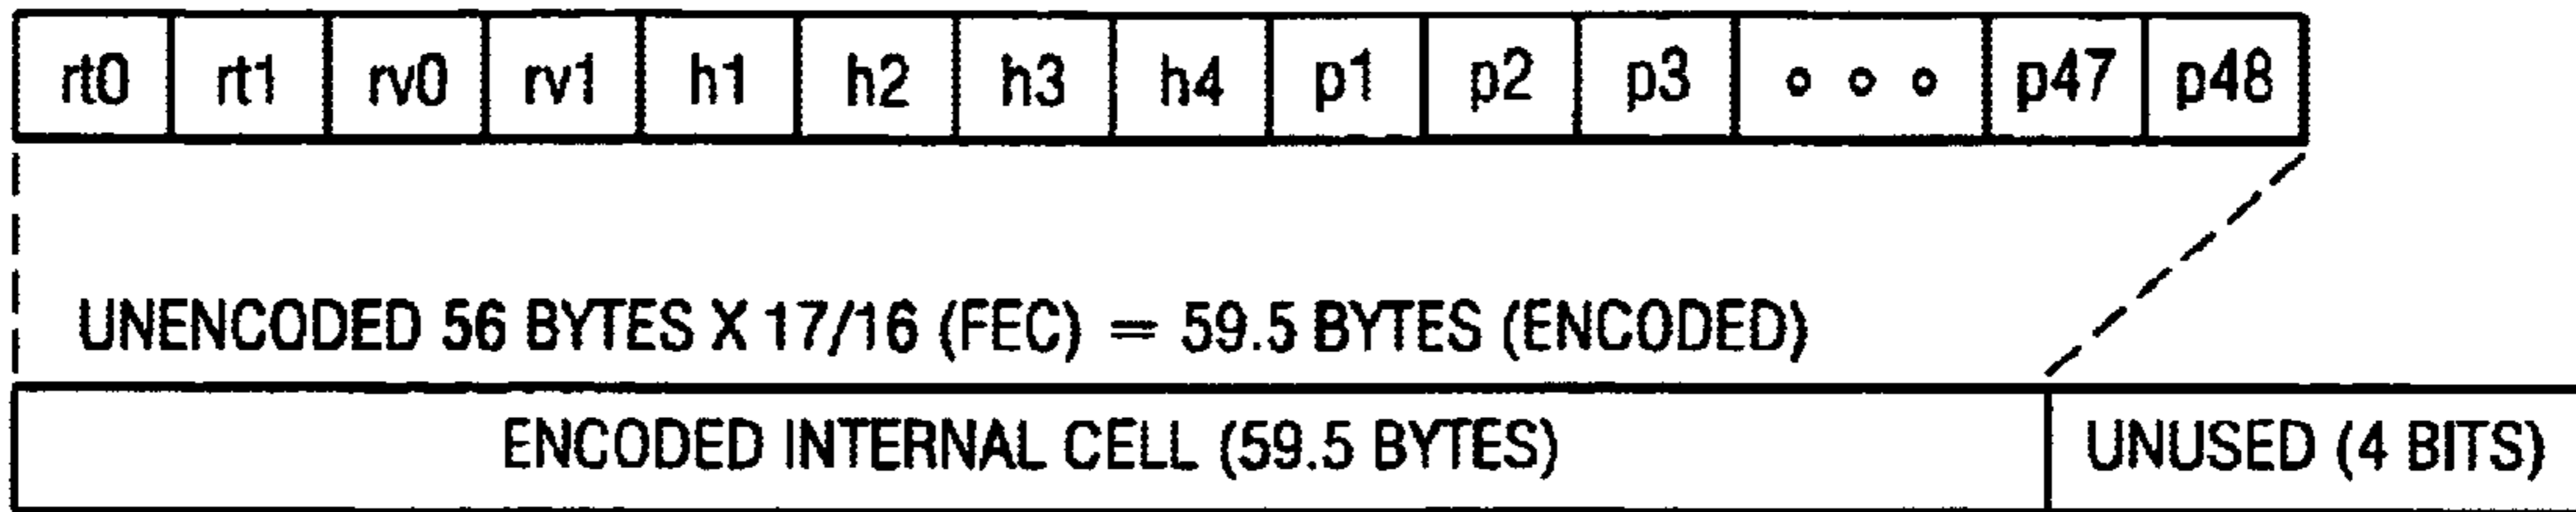 rt0 rt1 rv0 rv1 h1 h2 h3 h4 p1 p2 p3 ∘ ∘ ∘ p47 p48
UNENCODED 56 BYTES X 17/16 (FEC) = 59.5 BYTES (ENCODED)
ENCODED INTERNAL CELL (59.5 BYTES) UNUSED (4 BITS)